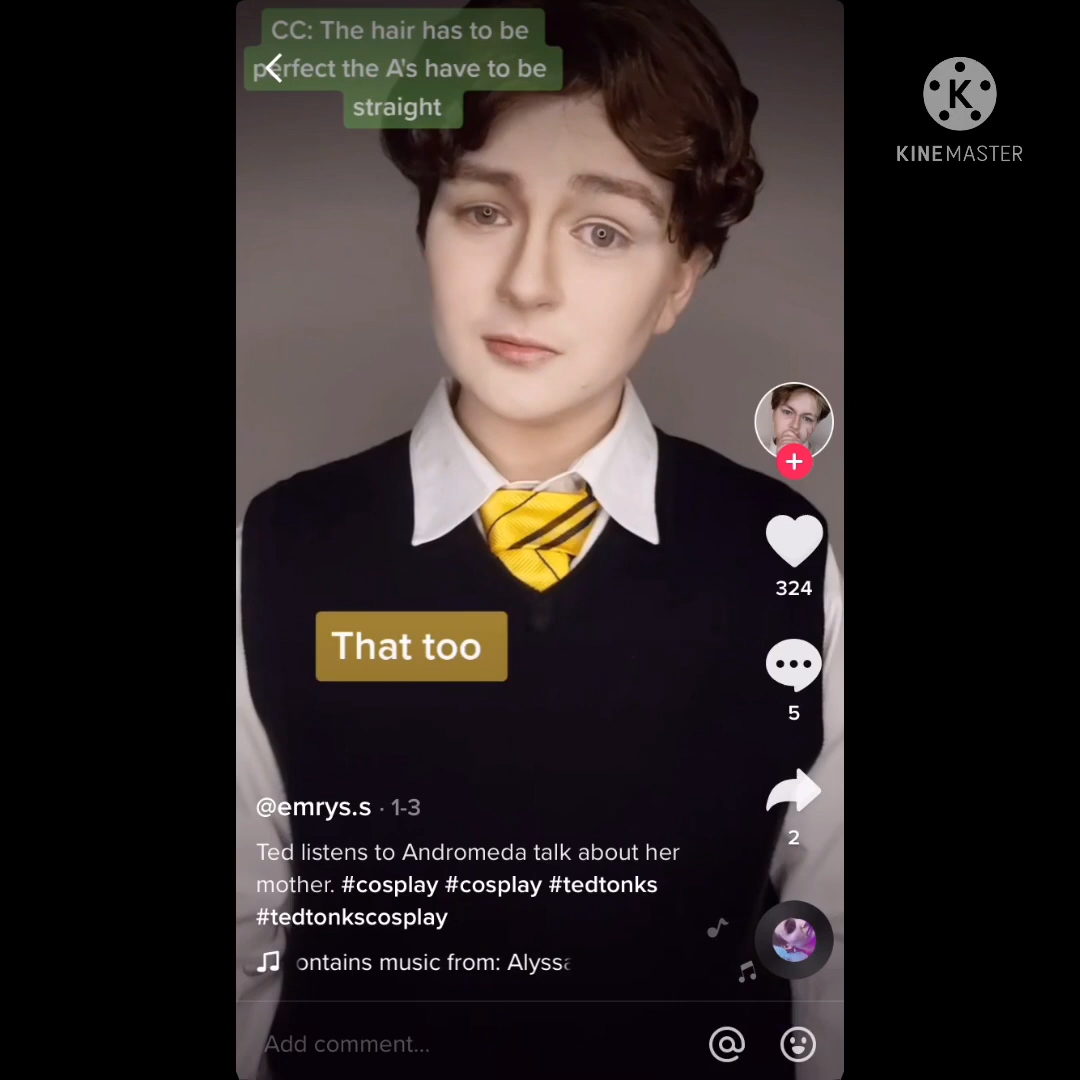 CC: The hair has to be
perfect the A's have to be
straight
K
KINEMASTER
That too
324
5
2
@emrys.s · 1-3
Ted listens to Andromeda talk about her
mother. #cosplay #cosplay #tedtonks
#tedtonkscosplay
ontains music from: Alyssa
Add comment...